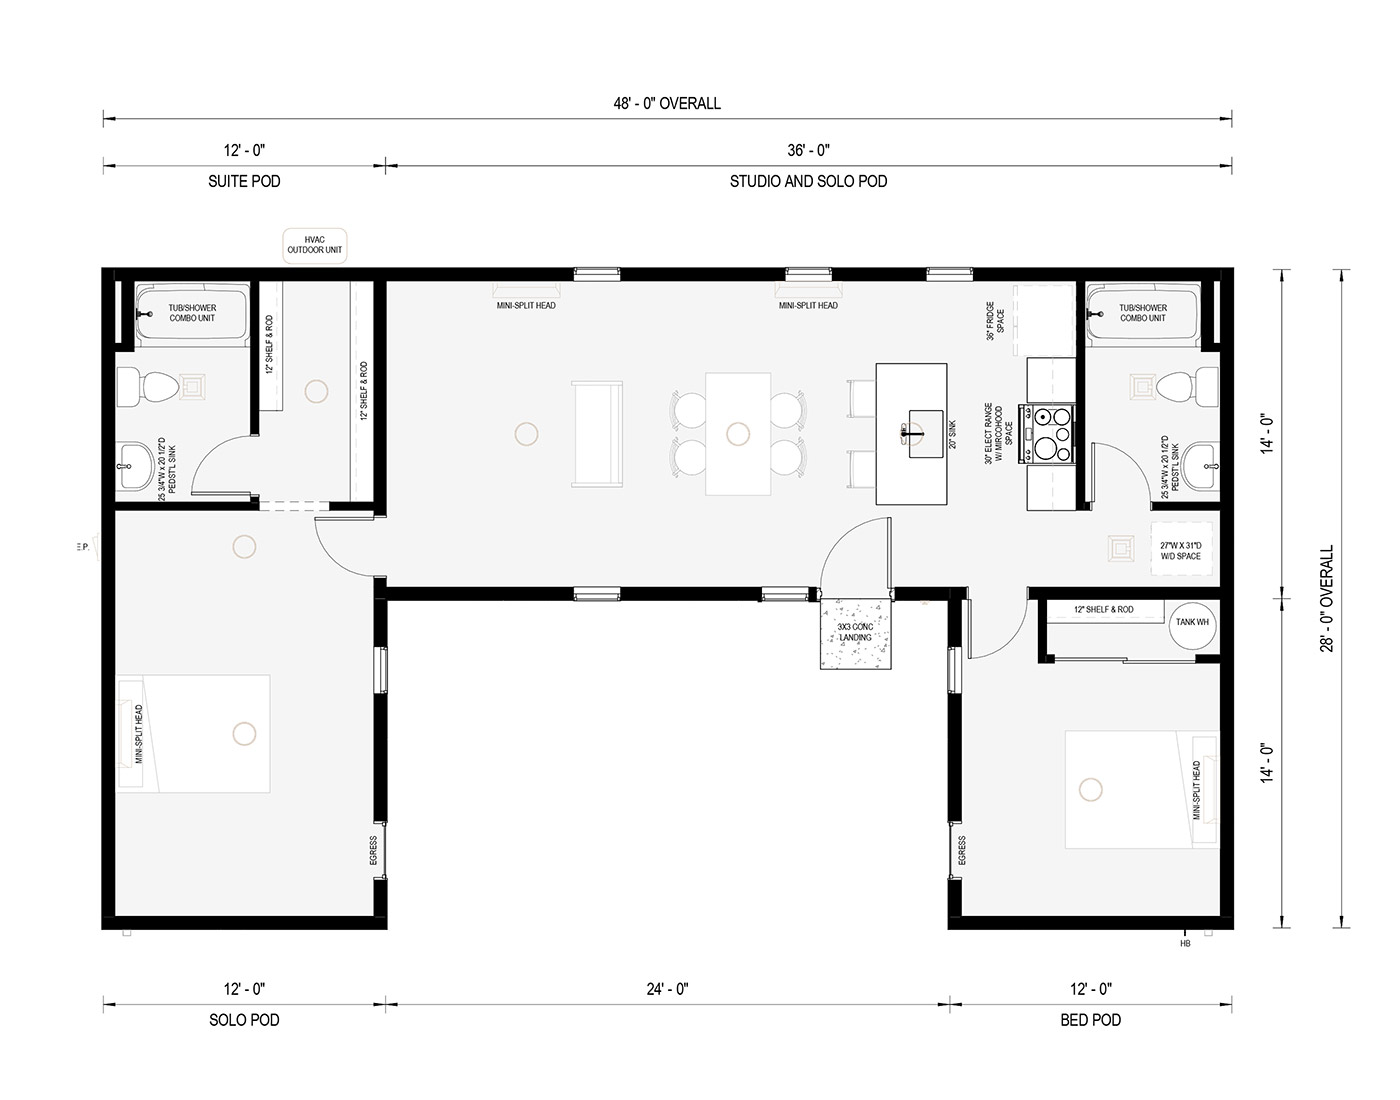 48' - 0" OVERALL
12' - 0"
36' - 0"
SUITE POD
STUDIO AND SOLO POD
HVAC
OUTDOOR UNIT
TUB/SHOWER
COMBO UNIT
12" SHELF & ROD
12" SHELF & ROD
25 3/4"W x 20 1/2"D
PEDST'L SINK
MINI-SPLIT HEAD
MINI-SPLIT HEAD
36" FRIDGE
SPACE
30" ELECT RANGE
W/ MIRCOHOOD
SPACE
20" SINK
TUB/SHOWER
COMBO UNIT
25 3/4"W x 20 1/2"D
PEDST'L SINK
27"W X 31"D
W/D SPACE
14' - 0"
E.P.
28' - 0" OVERALL
3X3 CONC
LANDING
12" SHELF & ROD
TANK WH
MINI-SPLIT HEAD
MINI-SPLIT HEAD
14' - 0"
EGRESS
EGRESS
HB
12' - 0"
24' - 0"
12' - 0"
SOLO POD
BED POD